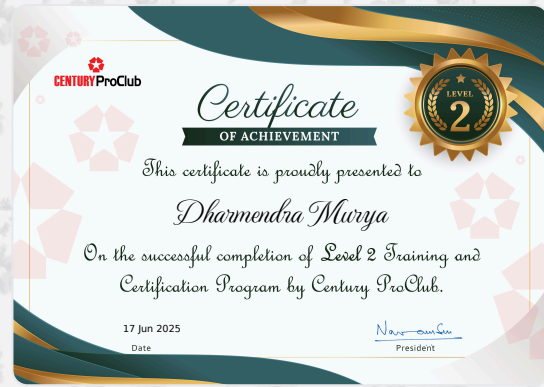 CENTURY ProClub
Certificate
OF ACHIEVEMENT
LEVEL
2
This certificate is proudly presented to
Dharmendra Murya
On the successful completion of Level 2 Training and
Certification Program by Century ProClub.
17 Jun 2025
Date
President